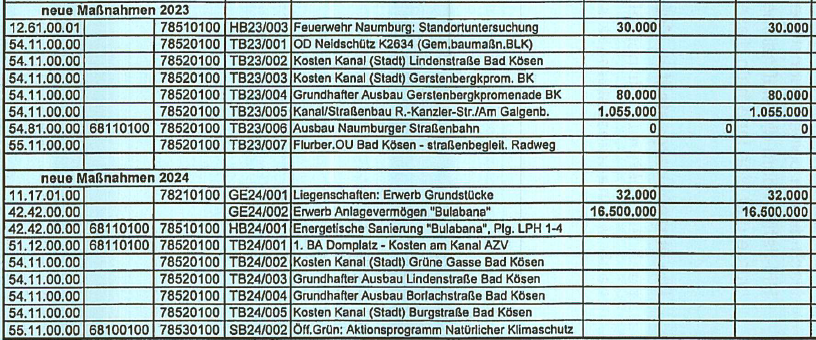 neue Maßnahmen 2023
12.61.00.01 78510100 HB23/003 Feuerwehr Naumburg: Standortuntersuchung 30.000 30.000
54.11.00.00 78520100 TB23/001 OD Neidschütz K2634 (Gem.baumaßn.BLK)
54.11.00.00 78520100 TB23/002 Kosten Kanal (Stadt) Lindenstraße Bad Kösen
54.11.00.00 78520100 TB23/003 Kosten Kanal (Stadt) Gerstenbergkprom. BK
54.11.00.00 78520100 TB23/004 Grundhafter Ausbau Gerstenbergkpromenade BK 80.000 80.000
54.11.00.00 78520100 TB23/005 Kanal/Straßenbau R.-Kanzler-Str./Am Galgenb. 1.055.000 1.055.000
54.81.00.00 68110100 78520100 TB23/006 Ausbau Naumburger Straßenbahn 0 0 0
55.11.00.00 78520100 TB23/007 Flurber.OU Bad Kösen - straßenbegleit. Radweg
neue Maßnahmen 2024
11.17.01.00 78210100 GE24/001 Liegenschaften: Erwerb Grundstücke 32.000 32.000
42.42.00.00 GE24/002 Erwerb Anlagevermögen "Bulabana" 16.500.000 16.500.000
42.42.00.00 68110100 78510100 HB24/001 Energetische Sanierung "Bulabana", Plg. LPH 1-4
51.12.00.00 68110100 78520100 TB24/001 1. BA Domplatz - Kosten am Kanal AZV
54.11.00.00 78520100 TB24/002 Kosten Kanal (Stadt) Grüne Gasse Bad Kösen
54.11.00.00 78520100 TB24/003 Grundhafter Ausbau Lindenstraße Bad Kösen
54.11.00.00 78520100 TB24/004 Grundhafter Ausbau Borlachstraße Bad Kösen
54.11.00.00 78520100 TB24/005 Kosten Kanal (Stadt) Burgstraße Bad Kösen
55.11.00.00 68100100 78530100 SB24/002 Öff.Grün: Aktionsprogramm Natürlicher Klimaschutz